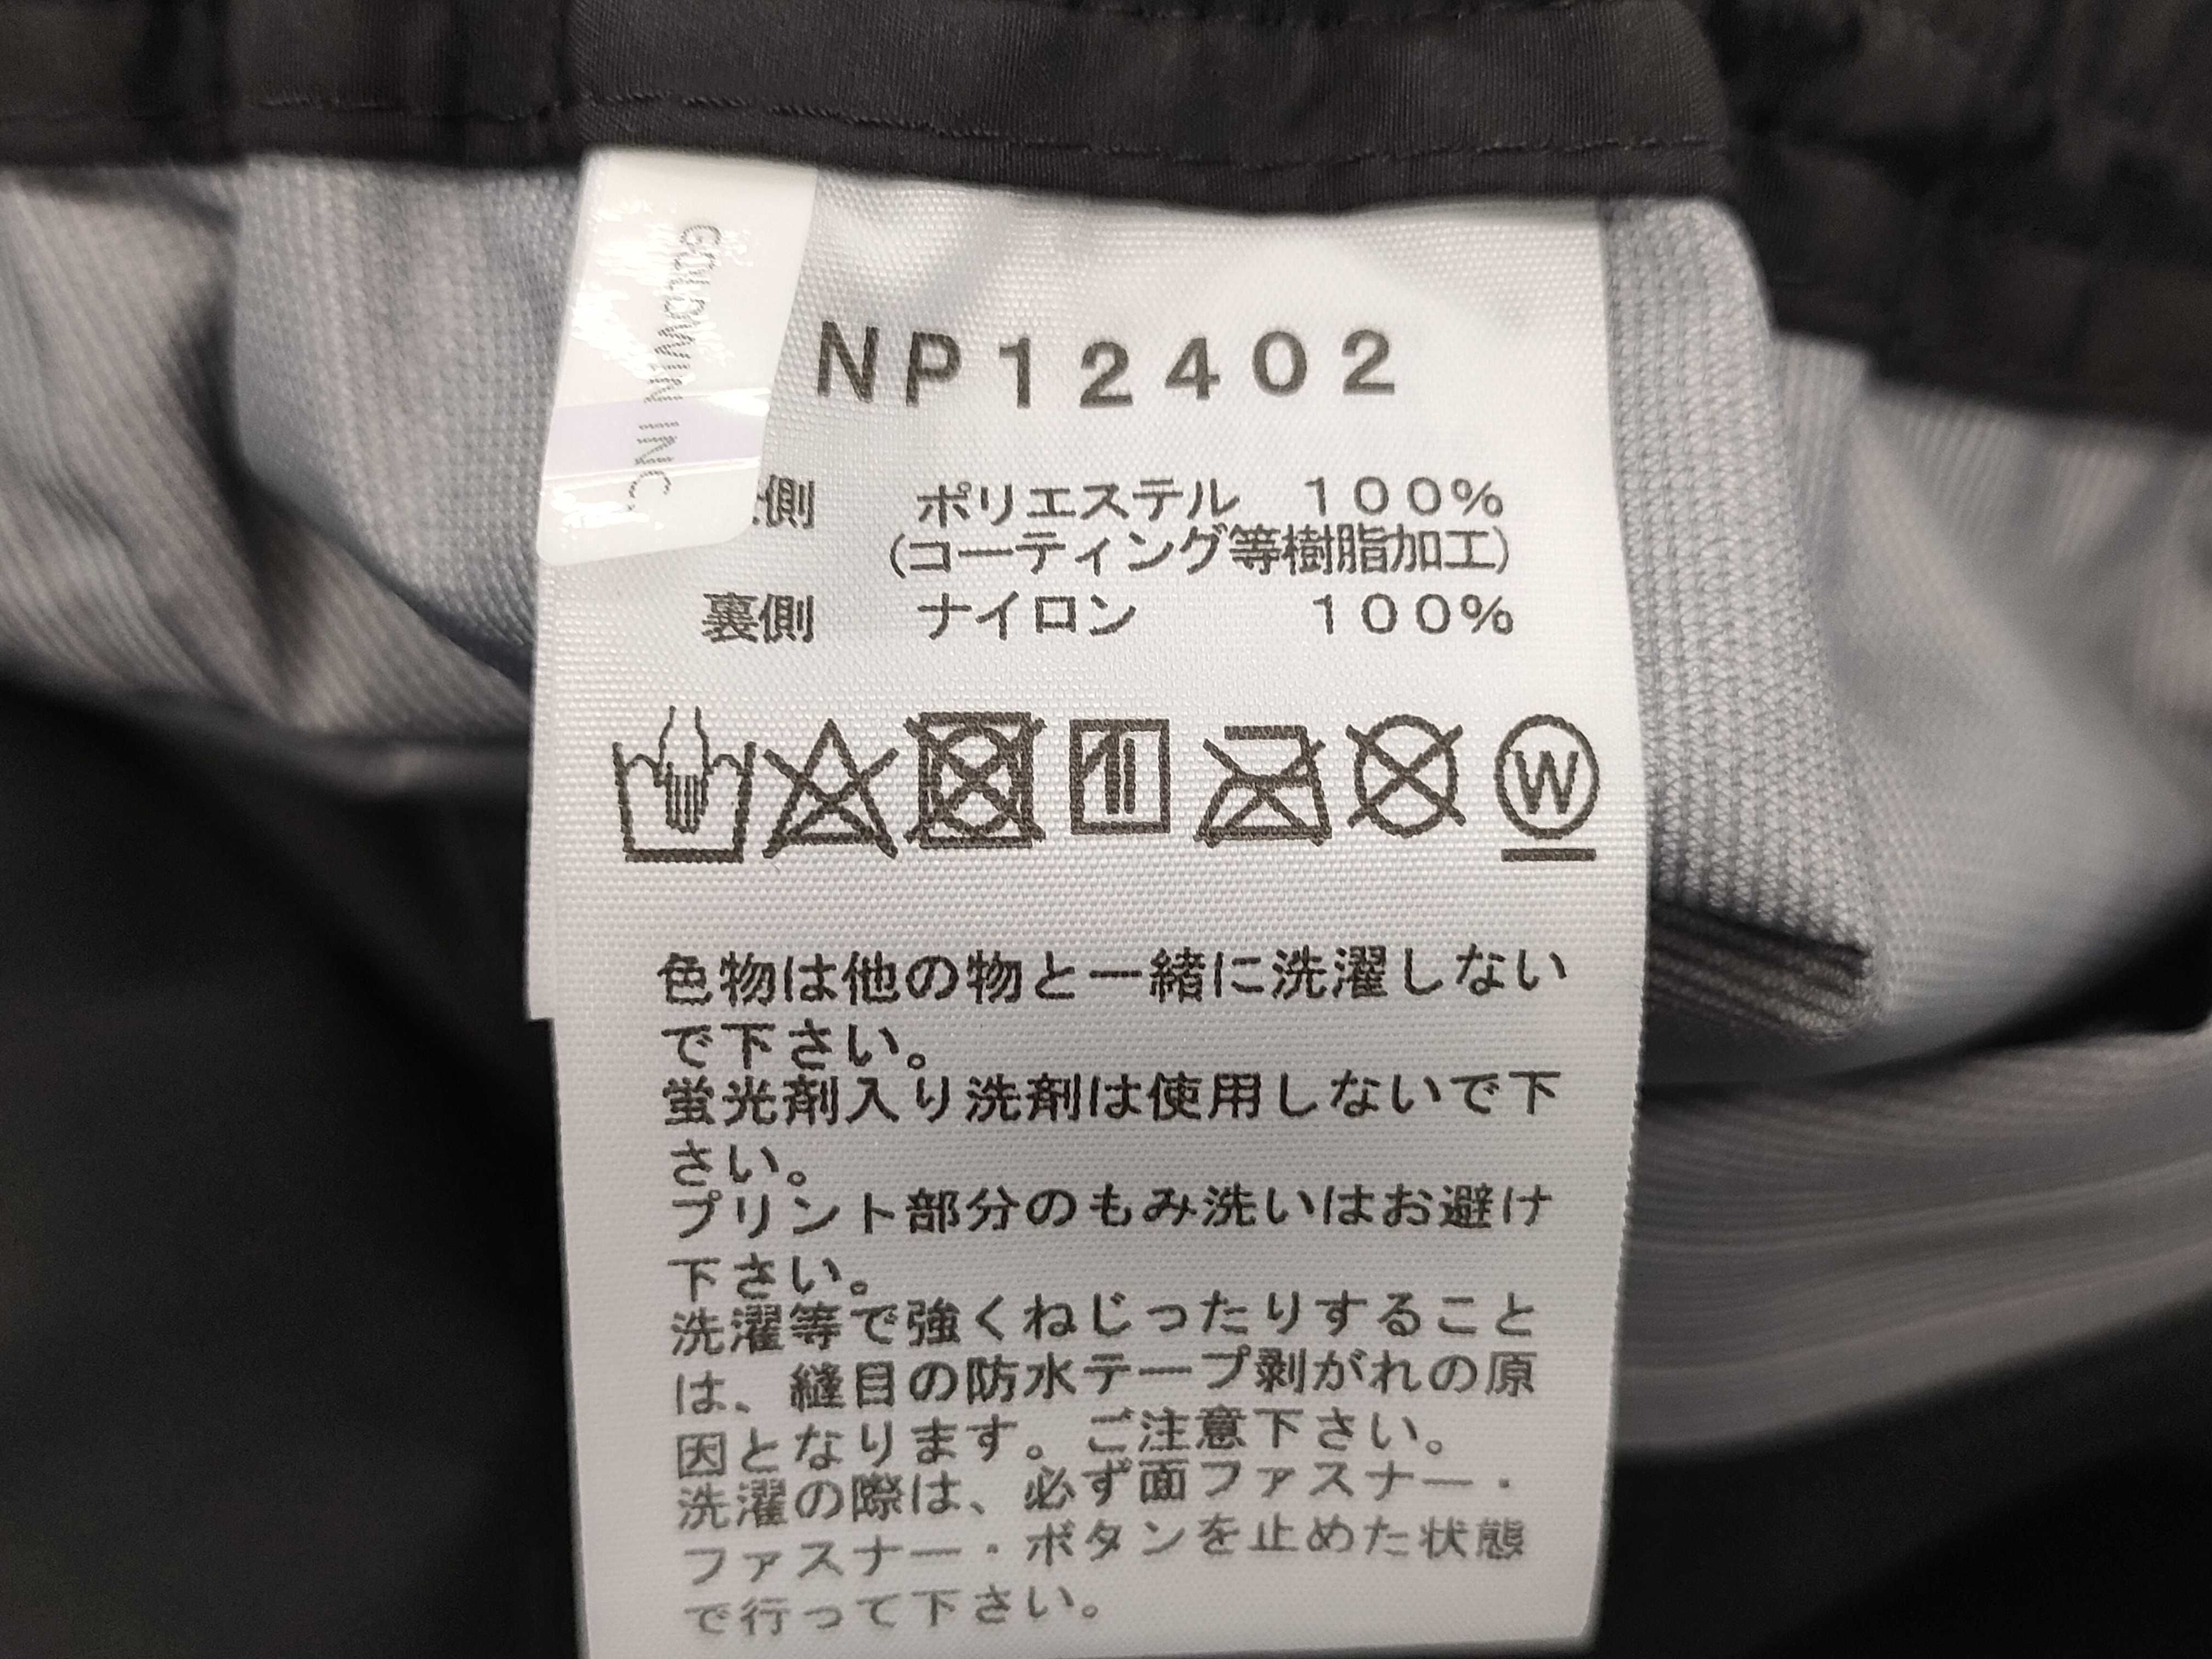 GOLDWIN INC.
NP12402
側 ポリエステル 100%
(コーティング等樹脂加工)
裏側 ナイロン 100%
W
色物は他の物と一緒に洗濯しない
で下さい。
蛍光剤入り洗剤は使用しないで下
さい。
プリント部分のもみ洗いはお避け
下さい。
洗濯等で強くねじったりすること
は、縫目の防水テープ剥がれの原
因となります。ご注意下さい。
洗濯の際は、必ず面ファスナー・
ファスナー・ボタンを止めた状態
で行って下さい。